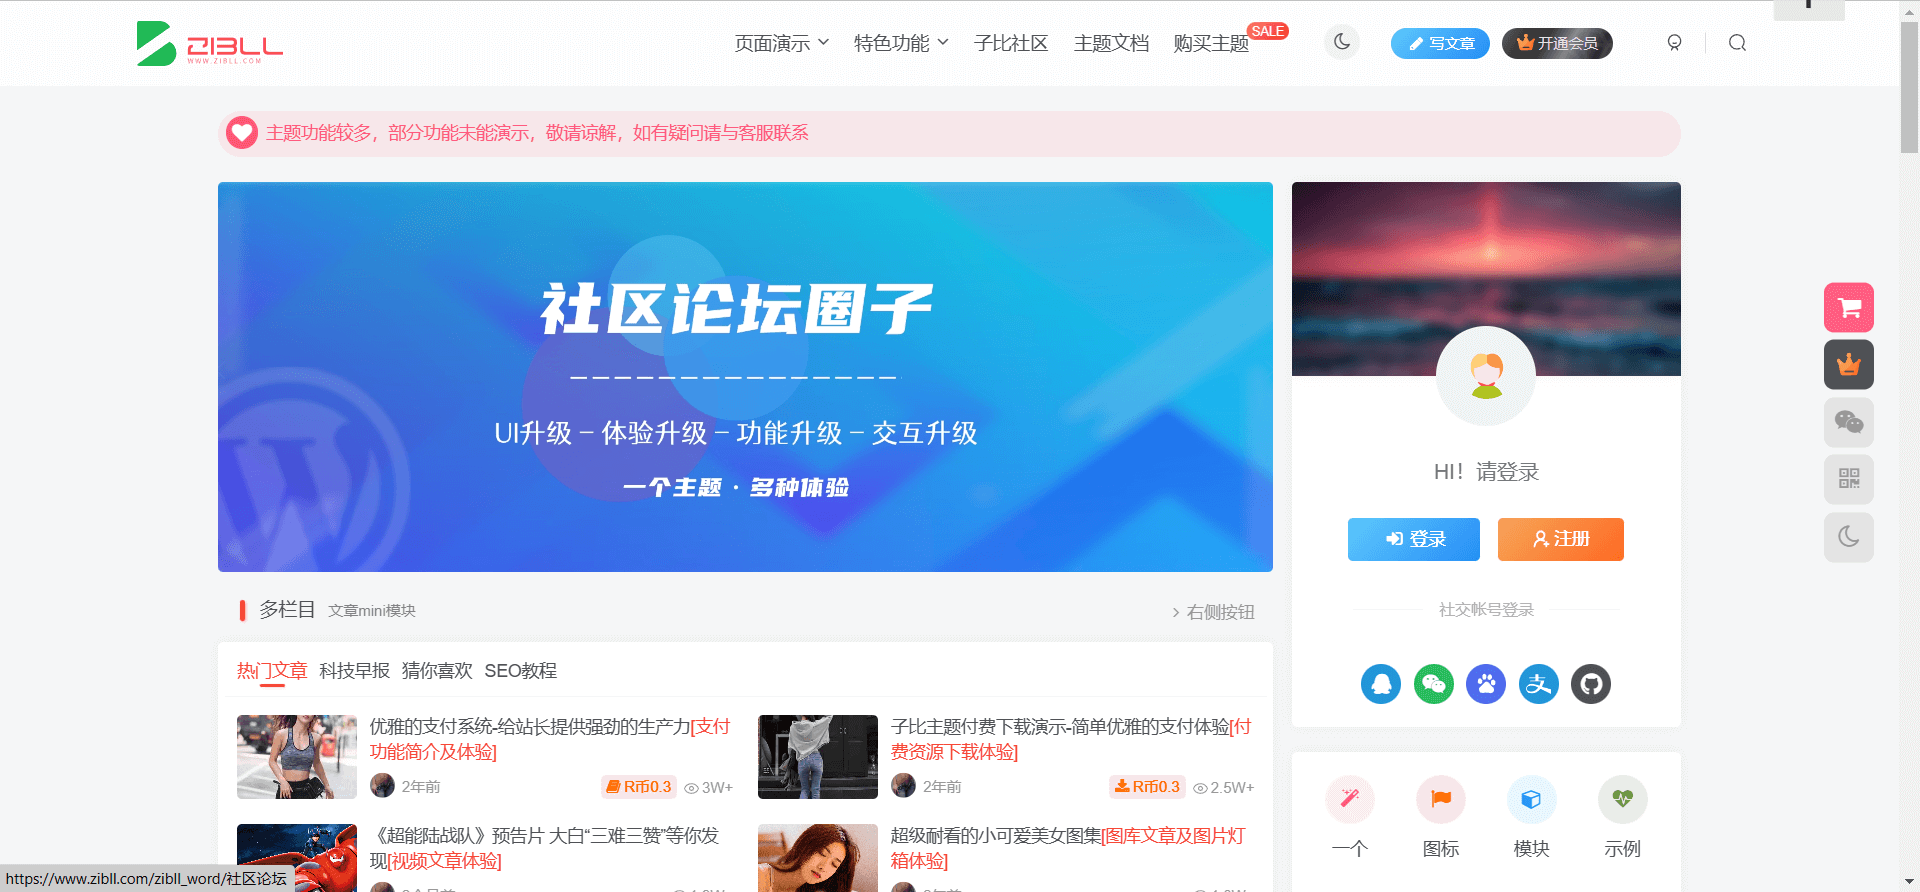 ZIBLL
WWW.ZIBLL.COM
页面演示
特色功能
子比社区
主题文档
购买主题
SALE
写文章
开通会员
主题功能较多，部分功能未能演示，敬请谅解，如有疑问请与客服联系
社区论坛圈子
UI升级 – 体验升级 – 功能升级 – 交互升级
一个主题 · 多种体验
HI！请登录
登录
注册
社交帐号登录
多栏目
文章mini模块
右侧按钮
热门文章
科技早报
猜你喜欢
SEO教程
优雅的支付系统-给站长提供强劲的生产力[支付
功能简介及体验]
2年前
R币0.3
3W+
子比主题付费下载演示-简单优雅的支付体验[付
费资源下载体验]
2年前
R币0.3
2.5W+
《超能陆战队》预告片 大白“三难三赞”等你发
现[视频文章体验]
超级耐看的小可爱美女图集[图库文章及图片灯
箱体验]
一个
图标
模块
示例
https://www.zibll.com/zibll_word/社区论坛